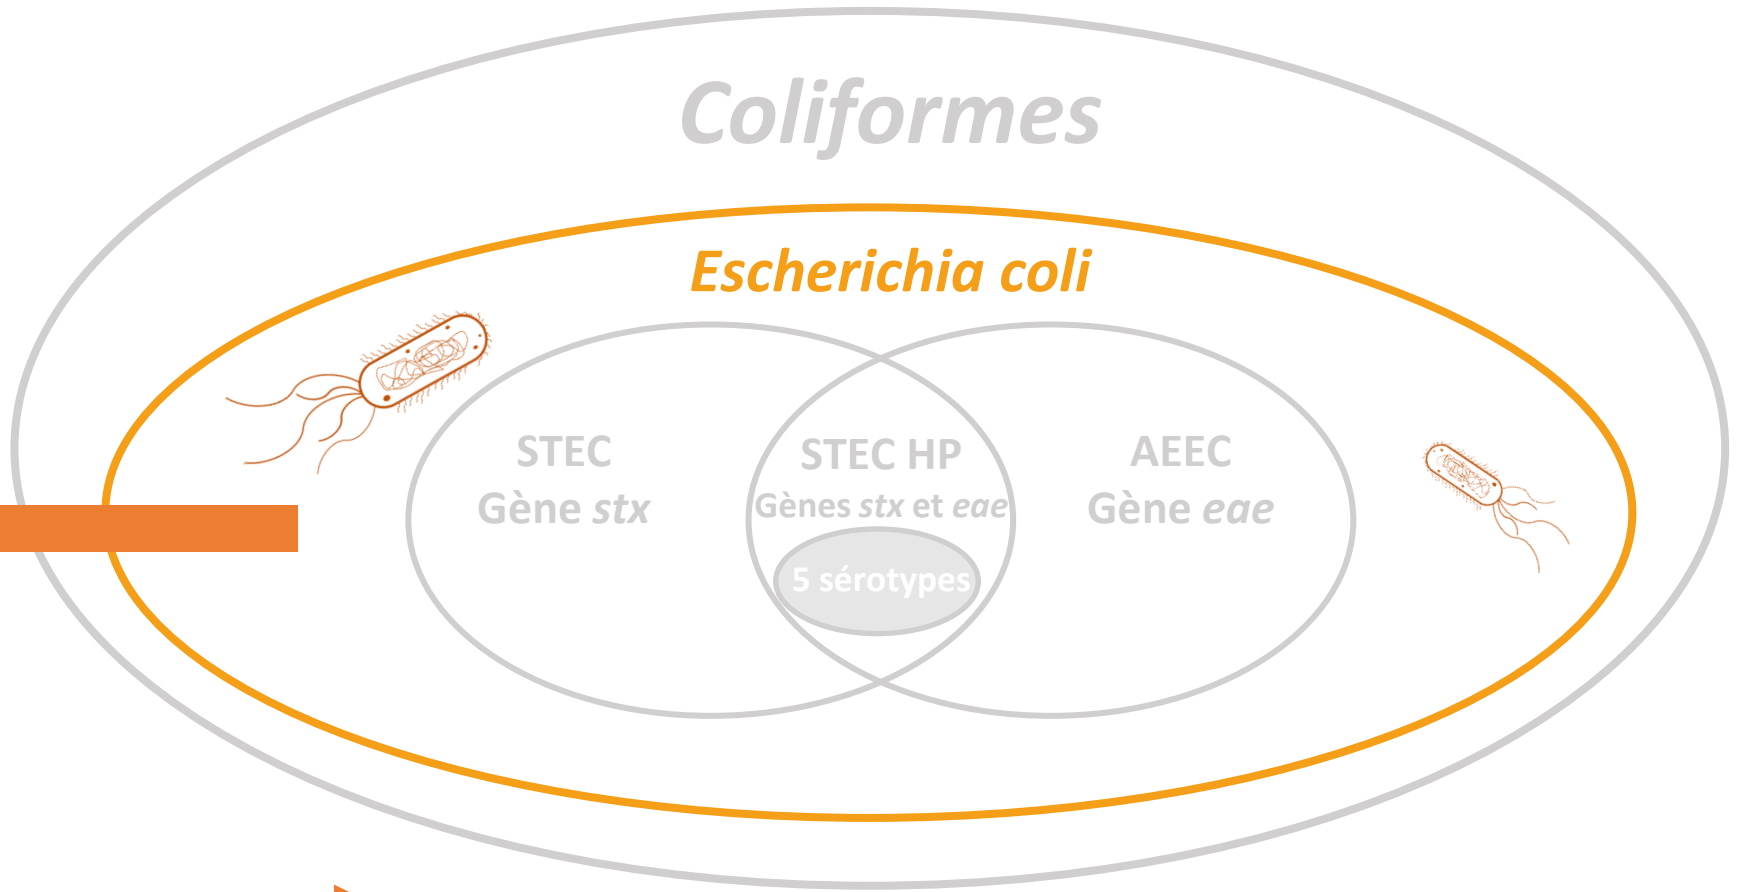 Coliformes
Escherichia coli
STEC
Gène stx
STEC HP
Gènes stx et eae
5 sérotypes
AEEC
Gène eae